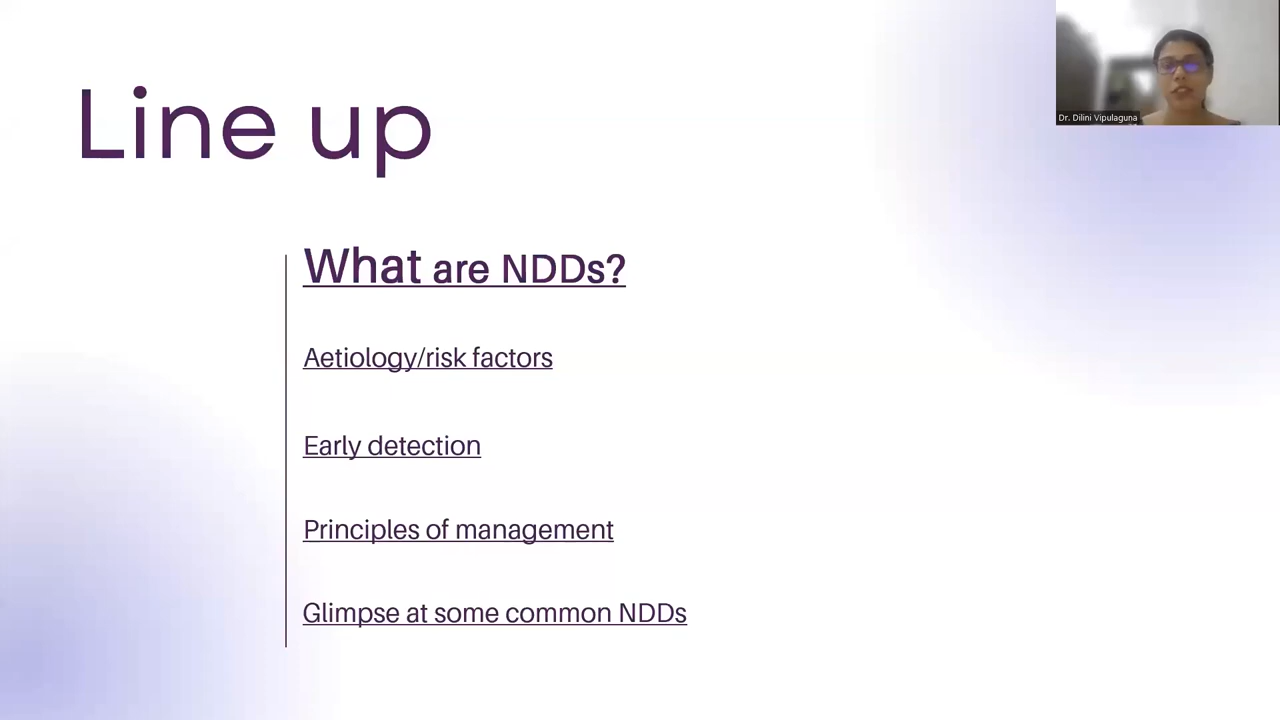 Line up
Dr. Dilini Vipulaguna
What are NDDs?
Aetiology/risk factors
Early detection
Principles of management
Glimpse at some common NDDs